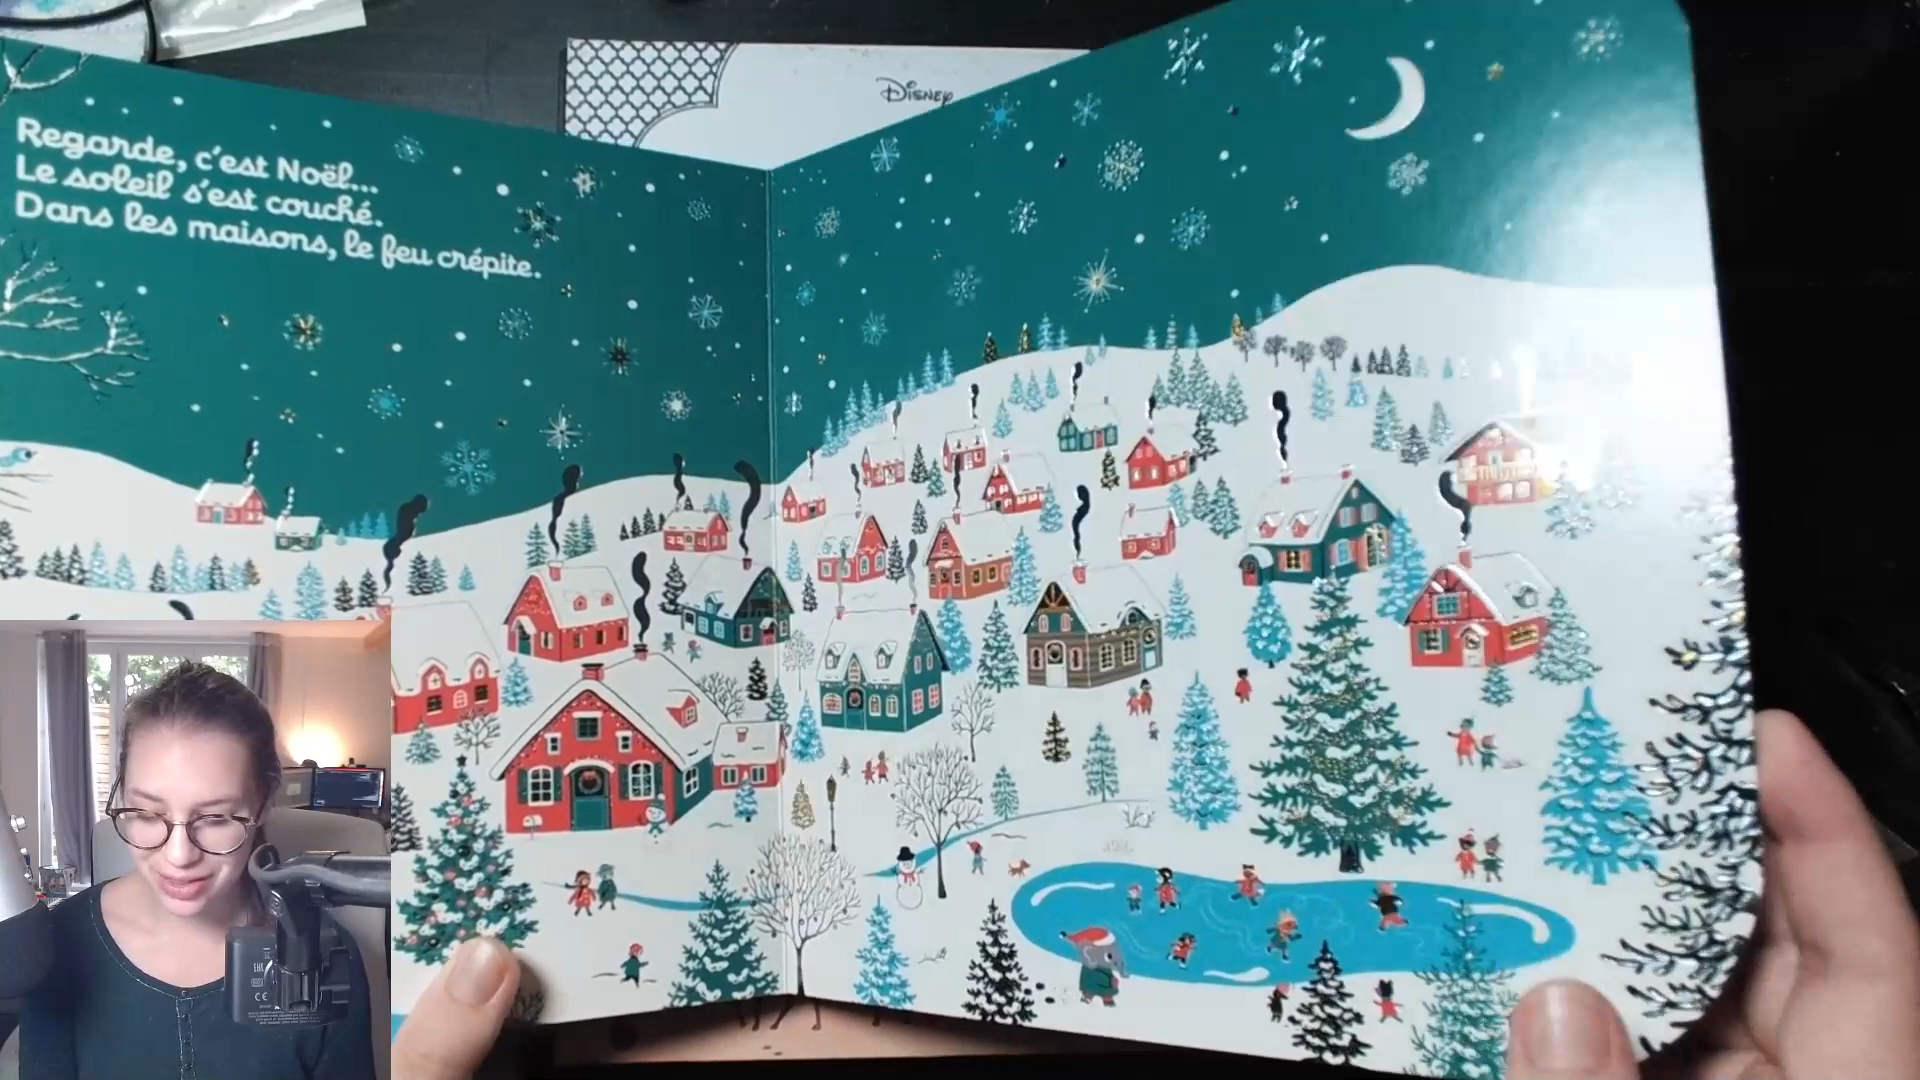 Disney
Regarde, c'est Noël...
Le soleil s'est couché.
Dans les maisons, le feu crépite.